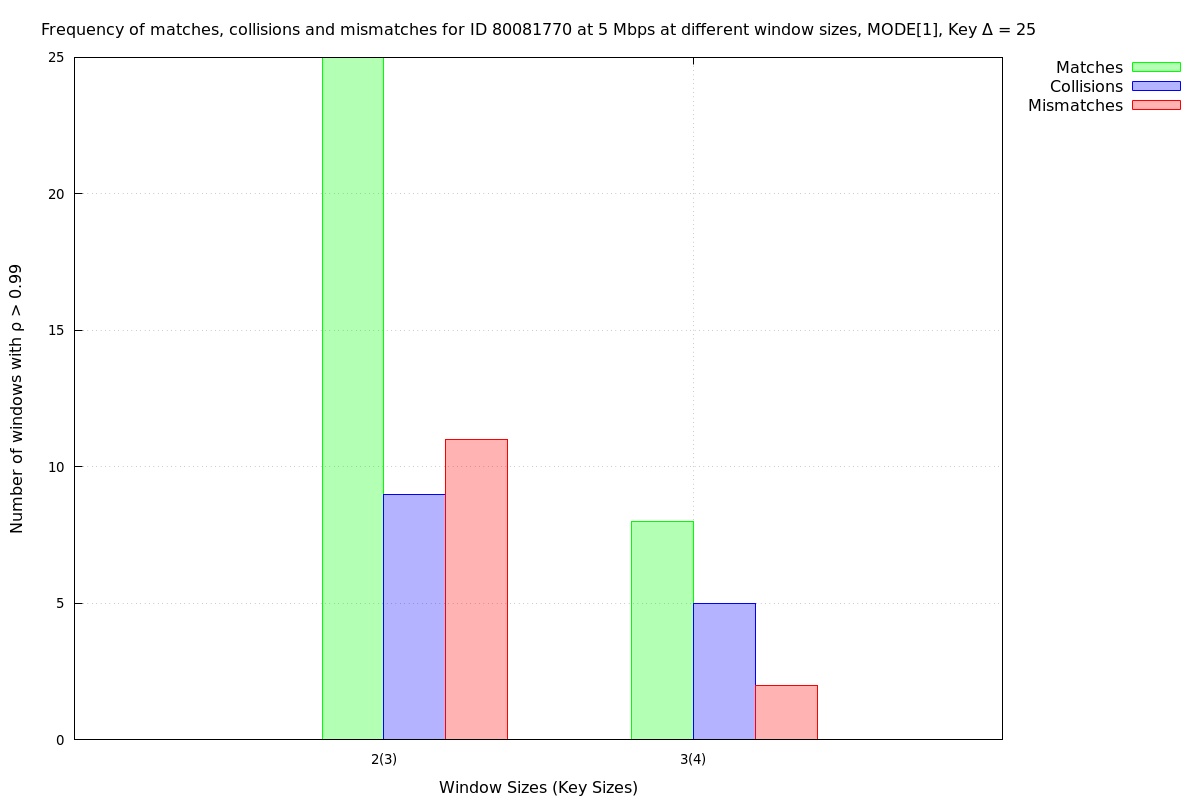 Frequency of matches, collisions and mismatches for ID 80081770 at 5 Mbps at different window sizes, MODE[1], Key Δ = 25
Matches
Collisions
Mismatches
Number of windows with ρ > 0.99
25
20
15
10
5
0
2(3)
3(4)
Window Sizes (Key Sizes)